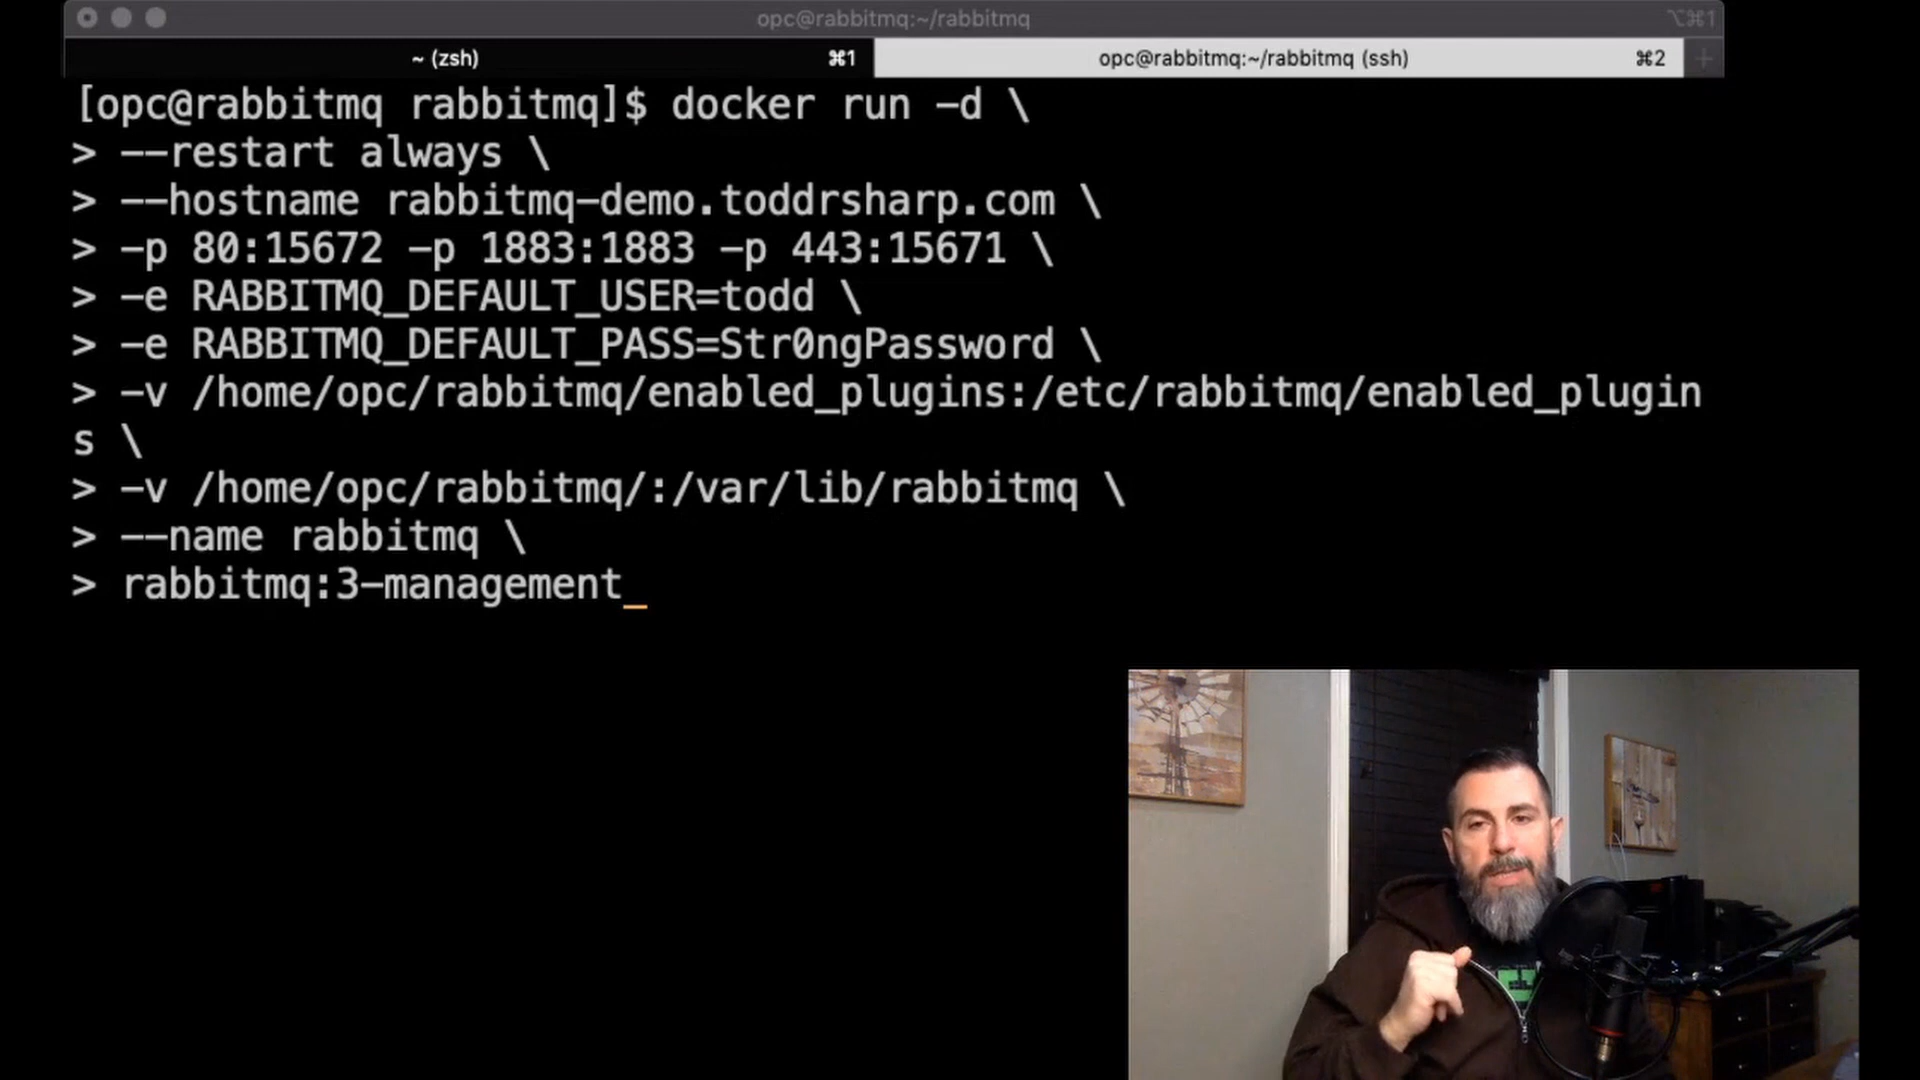 opc@rabbitmq:~/rabbitmq
⌥⌘1
~ (zsh)
⌘1
opc@rabbitmq:~/rabbitmq (ssh)
⌘2
+
[opc@rabbitmq rabbitmq]$ docker run -d \
> --restart always \
> --hostname rabbitmq-demo.toddrsharp.com \
> -p 80:15672 -p 1883:1883 -p 443:15671 \
> -e RABBITMQ_DEFAULT_USER=todd \
> -e RABBITMQ_DEFAULT_PASS=Str0ngPassword \
> -v /home/opc/rabbitmq/enabled_plugins:/etc/rabbitmq/enabled_plugin
s \
> -v /home/opc/rabbitmq/:/var/lib/rabbitmq \
> --name rabbitmq \
> rabbitmq:3-management_